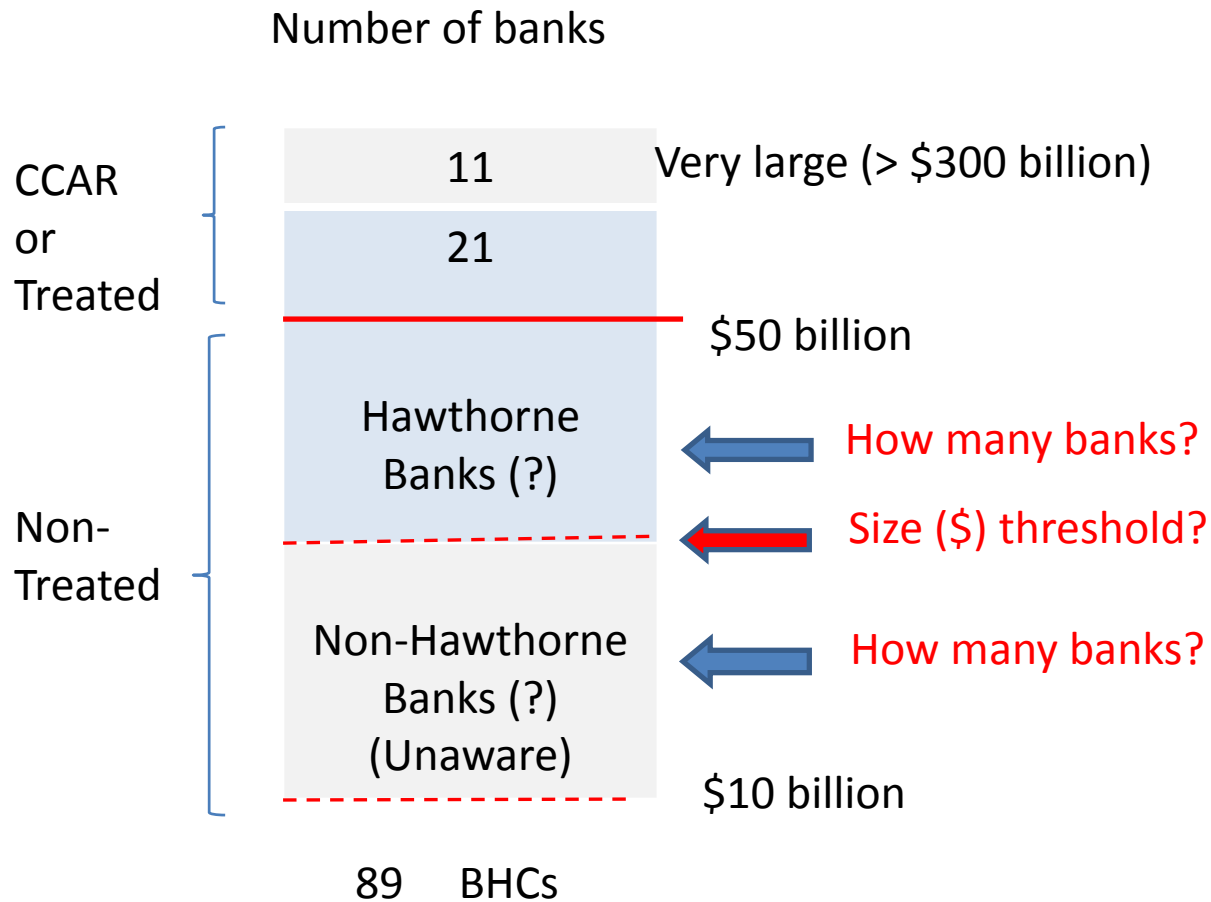 Number of banks
CCAR
or
Treated
11
Very large (> $300 billion)
21
$50 billion
Non-
Treated
Hawthorne
Banks (?)
How many banks?
Size ($) threshold?
Non-Hawthorne
Banks (?)
(Unaware)
How many banks?
$10 billion
89 BHCs